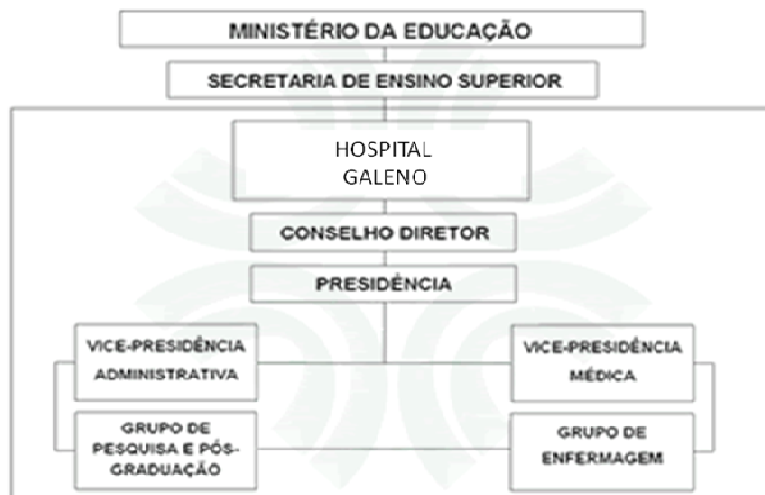 MINISTÉRIO DA EDUCAÇÃO
SECRETARIA DE ENSINO SUPERIOR
HOSPITAL
GALENO
CONSELHO DIRETOR
PRESIDÊNCIA
VICE-PRESIDÊNCIA
ADMINISTRATIVA
VICE-PRESIDÊNCIA
MÉDICA
GRUPO DE
PESQUISA E PÓS-
GRADUAÇÃO
GRUPO DE
ENFERMAGEM